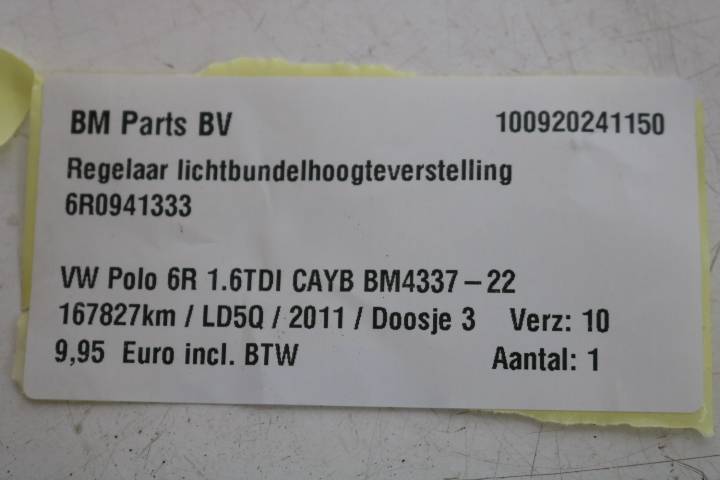 BM Parts BV 100920241150
Regelaar lichtbundelhoogteverstelling
6R0941333
VW Polo 6R 1.6TDI CAYB BM4337-22
167827km / LD5Q / 2011 / Doosje 3 Verz: 10
9,95 Euro incl. BTW Aantal: 1